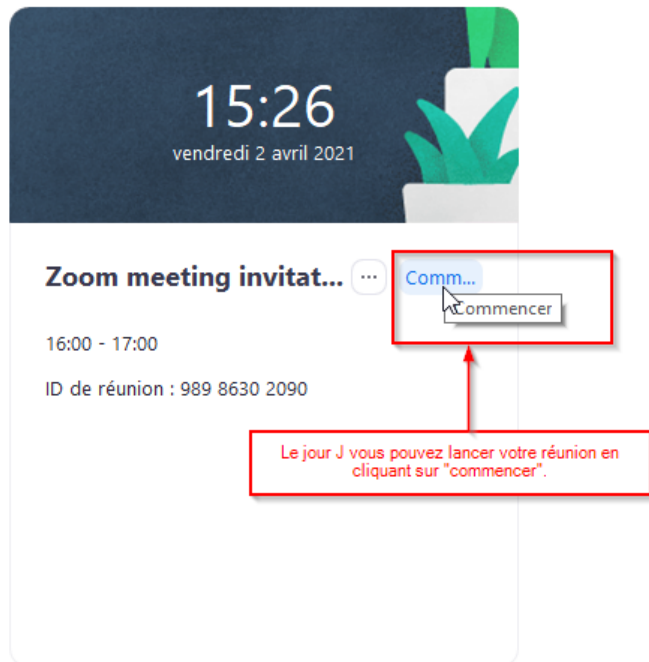 15:26
vendredi 2 avril 2021
Zoom meeting invitat... ... Comm...
Commencer
16:00 - 17:00
ID de réunion : 989 8630 2090
Le jour J vous pouvez lancer votre réunion en
cliquant sur "commencer".